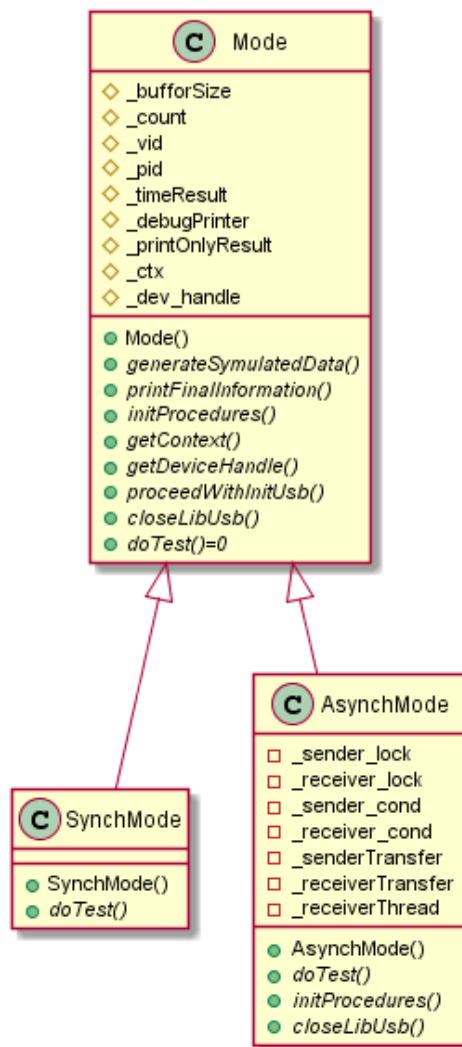 C Mode
_bufforSize
_count
_vid
_pid
_timeResult
_debugPrinter
_printOnlyResult
_ctx
_dev_handle
Mode()
generateSymulatedData()
printFinalInformation()
initProcedures()
getContext()
getDeviceHandle()
proceedWithInitUsb()
closeLibUsb()
doTest()=0
C SynchMode
SynchMode()
doTest()
C AsynchMode
_sender_lock
_receiver_lock
_sender_cond
_receiver_cond
_senderTransfer
_receiverTransfer
_receiverThread
AsynchMode()
doTest()
initProcedures()
closeLibUsb()